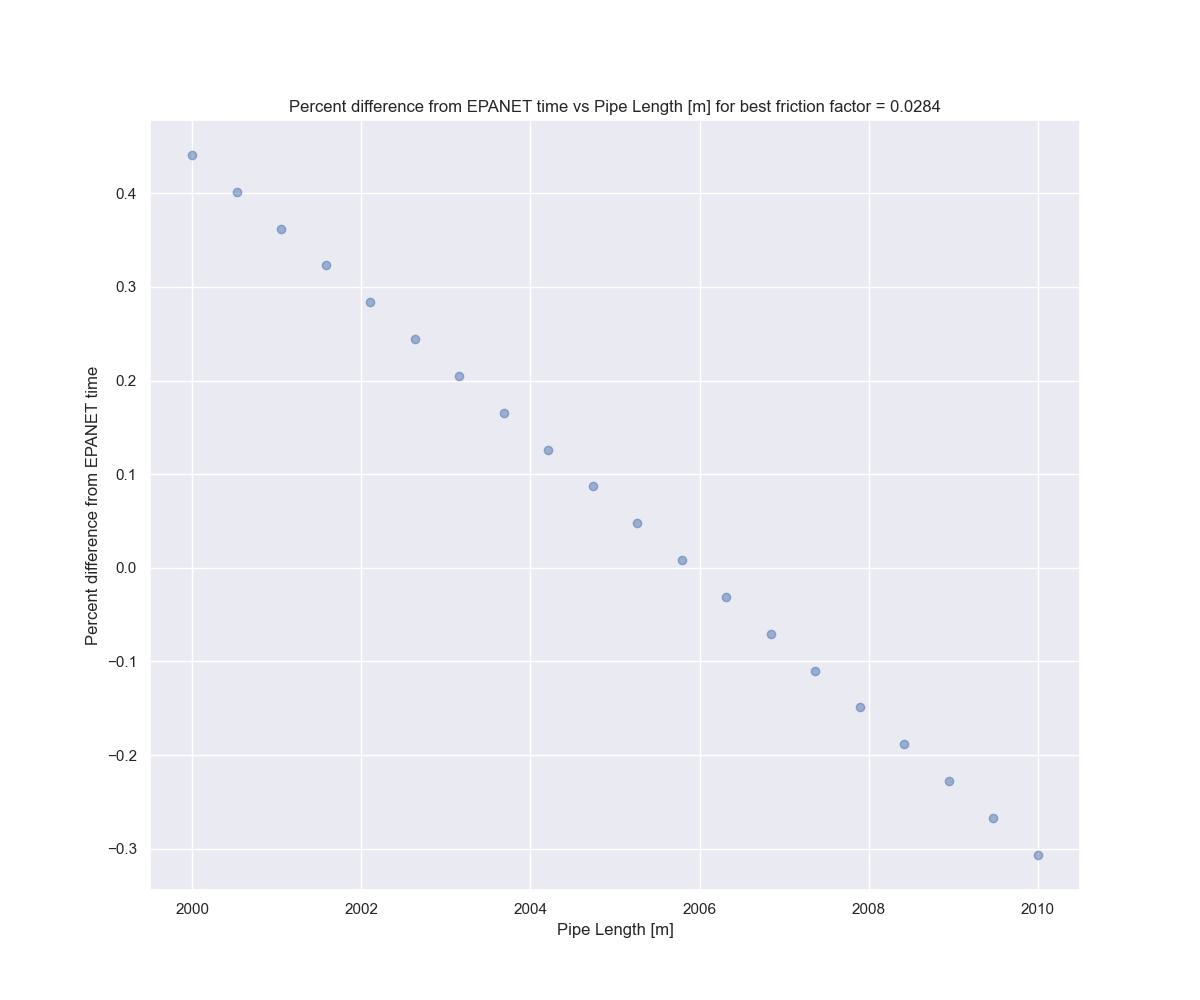 Percent difference from EPANET time vs Pipe Length [m] for best friction factor = 0.0284
Percent difference from EPANET time
0.4
0.3
0.2
0.1
0.0
−0.1
−0.2
−0.3
2000 2002 2004 2006 2008 2010
Pipe Length [m]